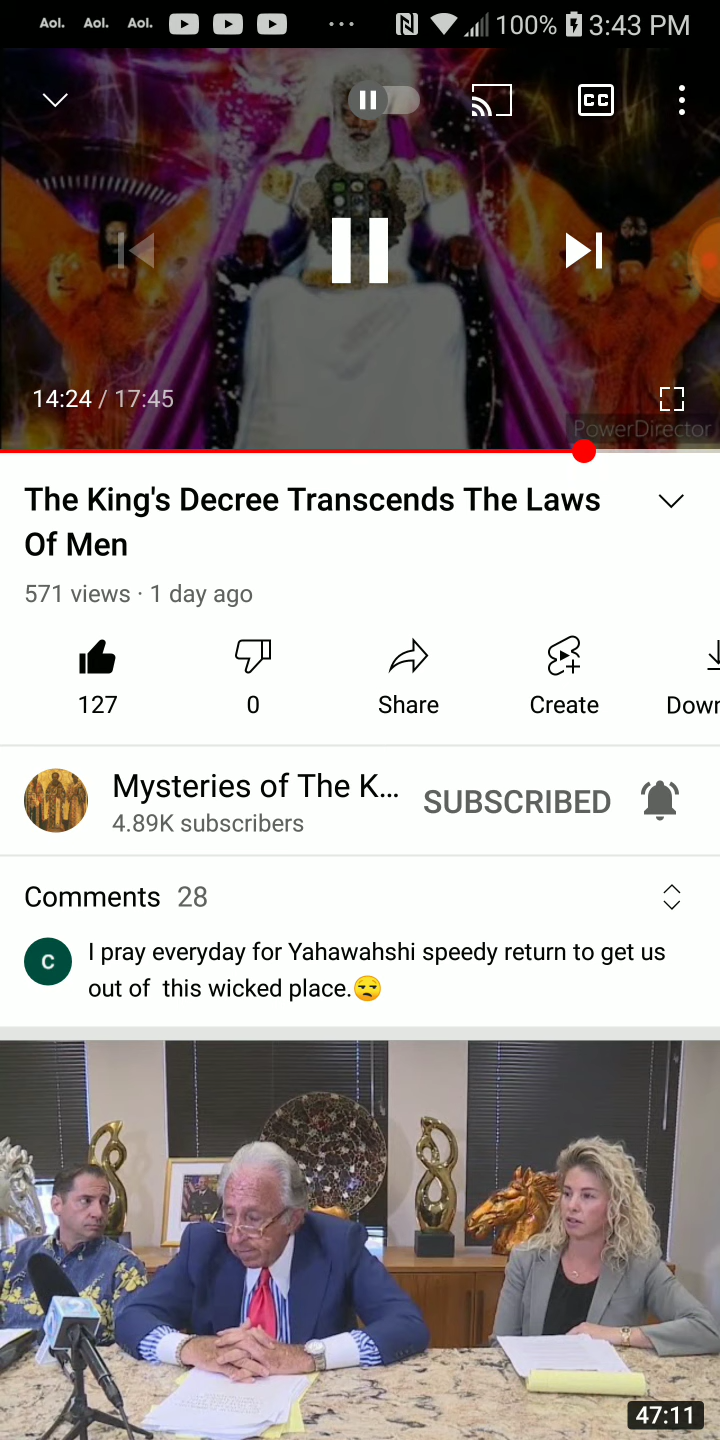 Aol. Aol. Aol. ... 100% 3:43 PM
CC
14:24 / 17:45
PowerDirector
The King's Decree Transcends The Laws
Of Men
571 views · 1 day ago
127 0 Share Create Down
Mysteries of The K... SUBSCRIBED
4.89K subscribers
Comments 28
C
I pray everyday for Yahawahshi speedy return to get us
out of this wicked place.😒
47:11